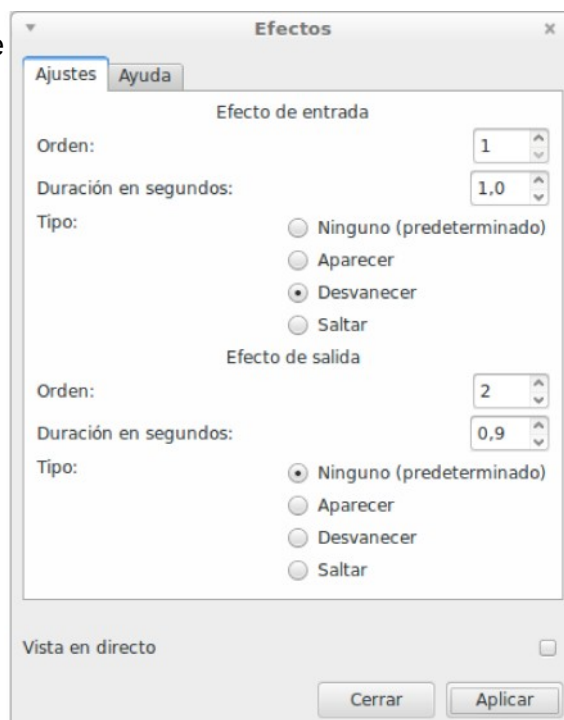 Efectos
e
Ajustes Ayuda
Efecto de entrada
Orden: 1
Duración en segundos: 1,0
Tipo: Ninguno (predeterminado)
Aparecer
Desvanecer
Saltar
Efecto de salida
Orden: 2
Duración en segundos: 0,9
Tipo: Ninguno (predeterminado)
Aparecer
Desvanecer
Saltar
Vista en directo
Cerrar Aplicar